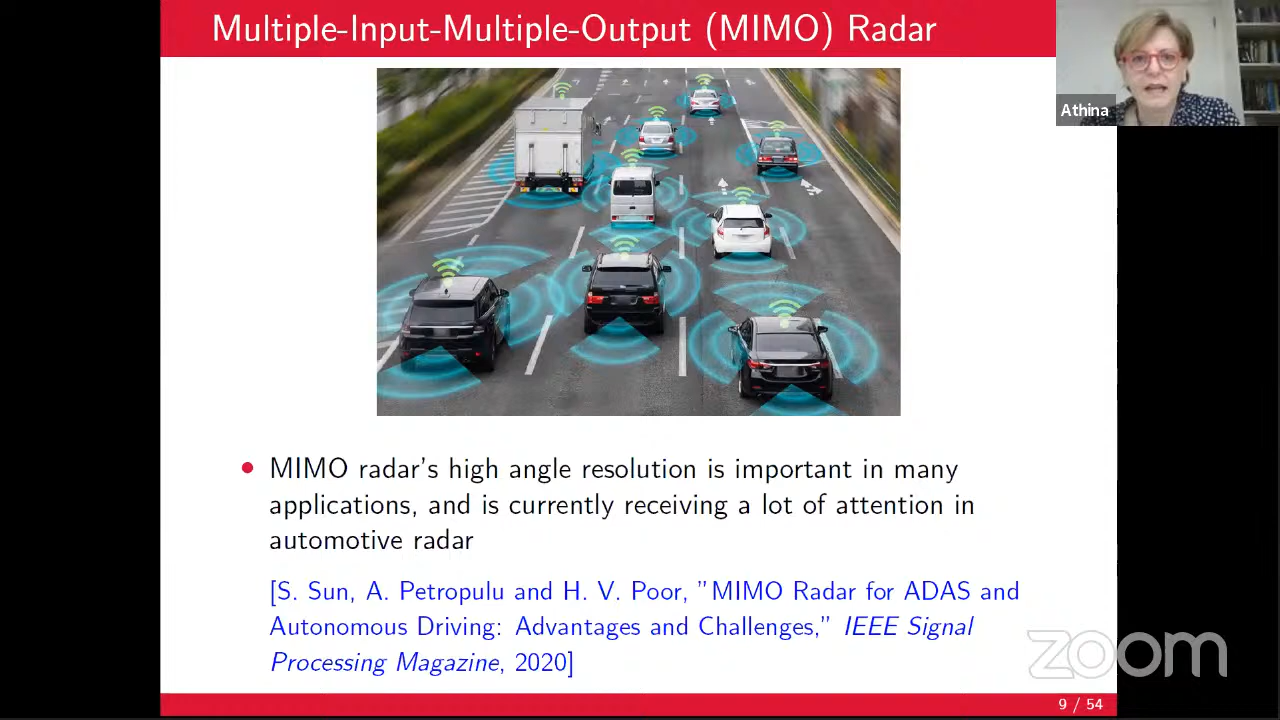 Multiple-Input-Multiple-Output (MIMO) Radar
Athina
• MIMO radar's high angle resolution is important in many
applications, and is currently receiving a lot of attention in
automotive radar
[S. Sun, A. Petropulu and H. V. Poor, "MIMO Radar for ADAS and
Autonomous Driving: Advantages and Challenges," IEEE Signal
Processing Magazine, 2020]
zoom
9 / 54